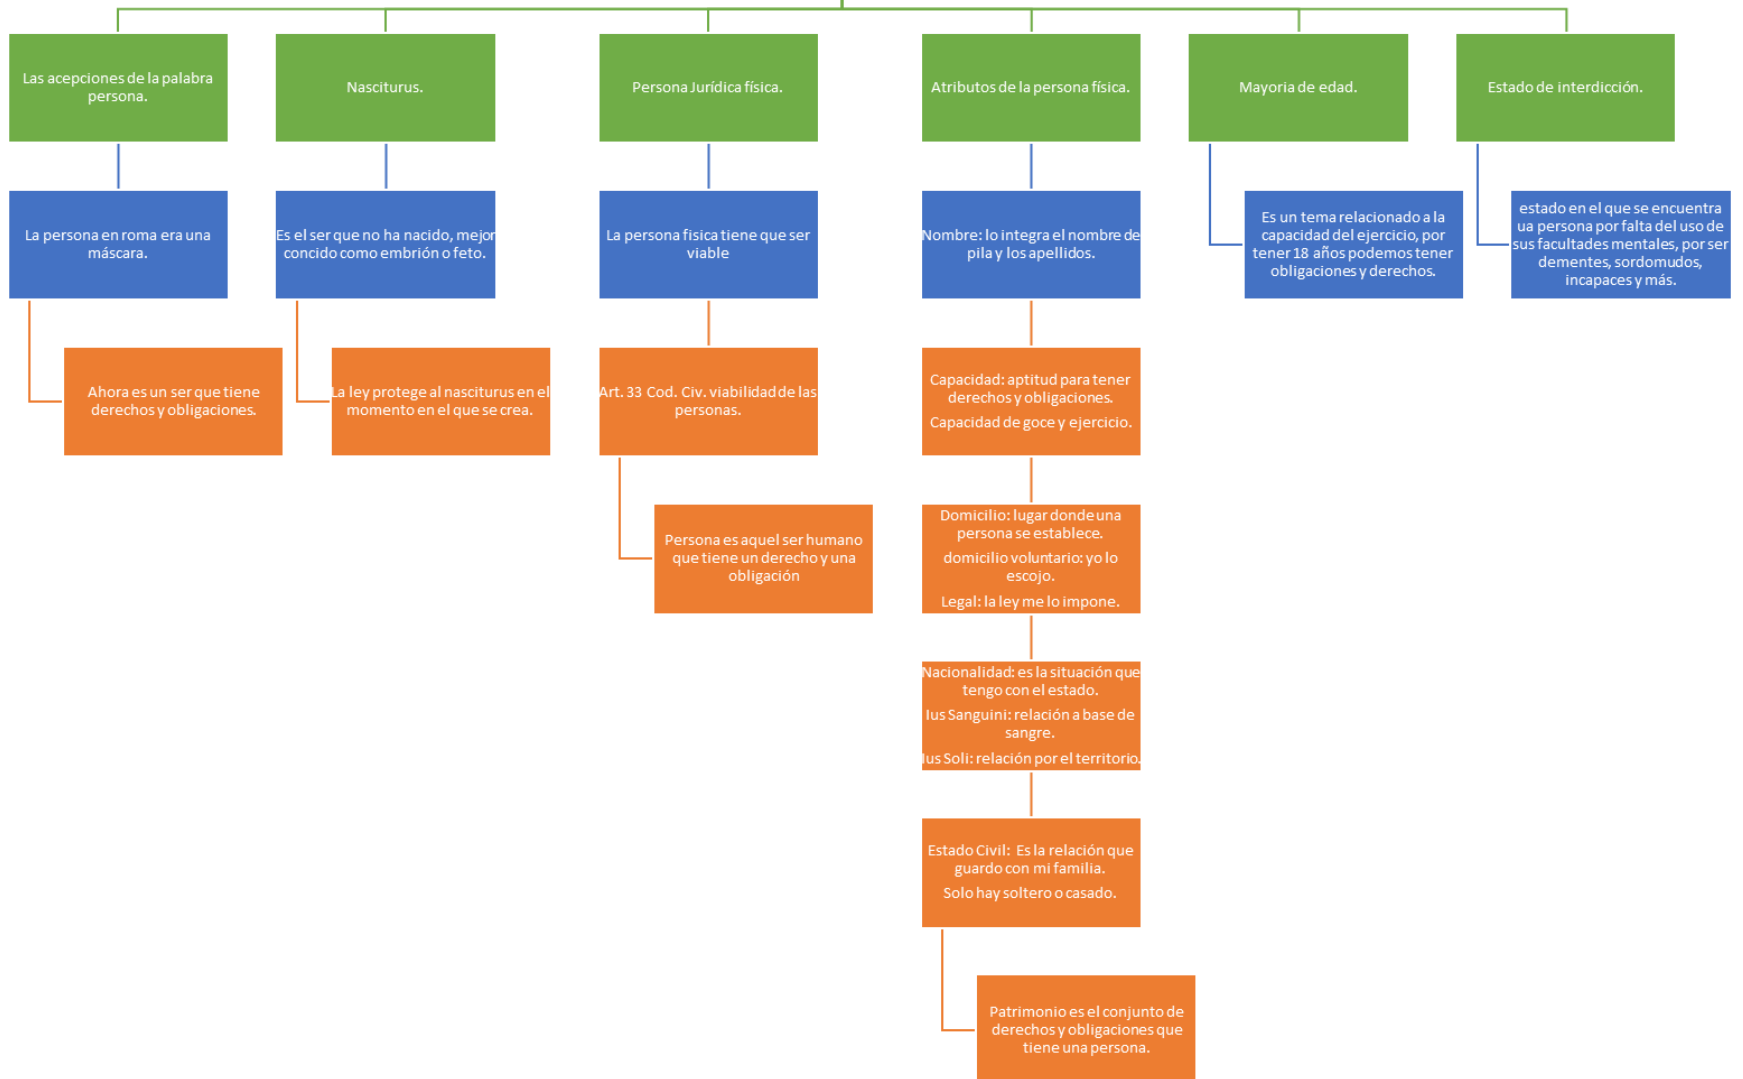 Las acepciones de la palabra
persona.
Nasciturus.
Persona Jurídica física.
Atributos de la persona física.
Mayoria de edad.
Estado de interdicción.
La persona en roma era una
máscara.
Es el ser que no ha nacido, mejor
concido como embrión o feto.
La persona fisica tiene que ser
viable
Nombre: lo integra el nombre de
pila y los apellidos.
Es un tema relacionado a la
capacidad del ejercicio, por
tener 18 años podemos tener
obligaciones y derechos.
estado en el que se encuentra
ua persona por falta del uso de
sus facultades mentales, por ser
dementes, sordomudos,
incapaces y más.
Ahora es un ser que tiene
derechos y obligaciones.
La ley protege al nasciturus en el
momento en el que se crea.
Art. 33 Cod. Civ. viabilidad de las
personas.
Capacidad: aptitud para tener
derechos y obligaciones.
Capacidad de goce y ejercicio.
Persona es aquel ser humano
que tiene un derecho y una
obligación
Domicilio: lugar donde una
persona se establece.
domicilio voluntario: yo lo
escojo.
Legal: la ley me lo impone.
Nacionalidad: es la situación que
tengo con el estado.
Ius Sanguini: relación a base de
sangre.
Ius Soli: relación por el territorio.
Estado Civil: Es la relación que
guardo con mi familia.
Solo hay soltero o casado.
Patrimonio es el conjunto de
derechos y obligaciones que
tiene una persona.